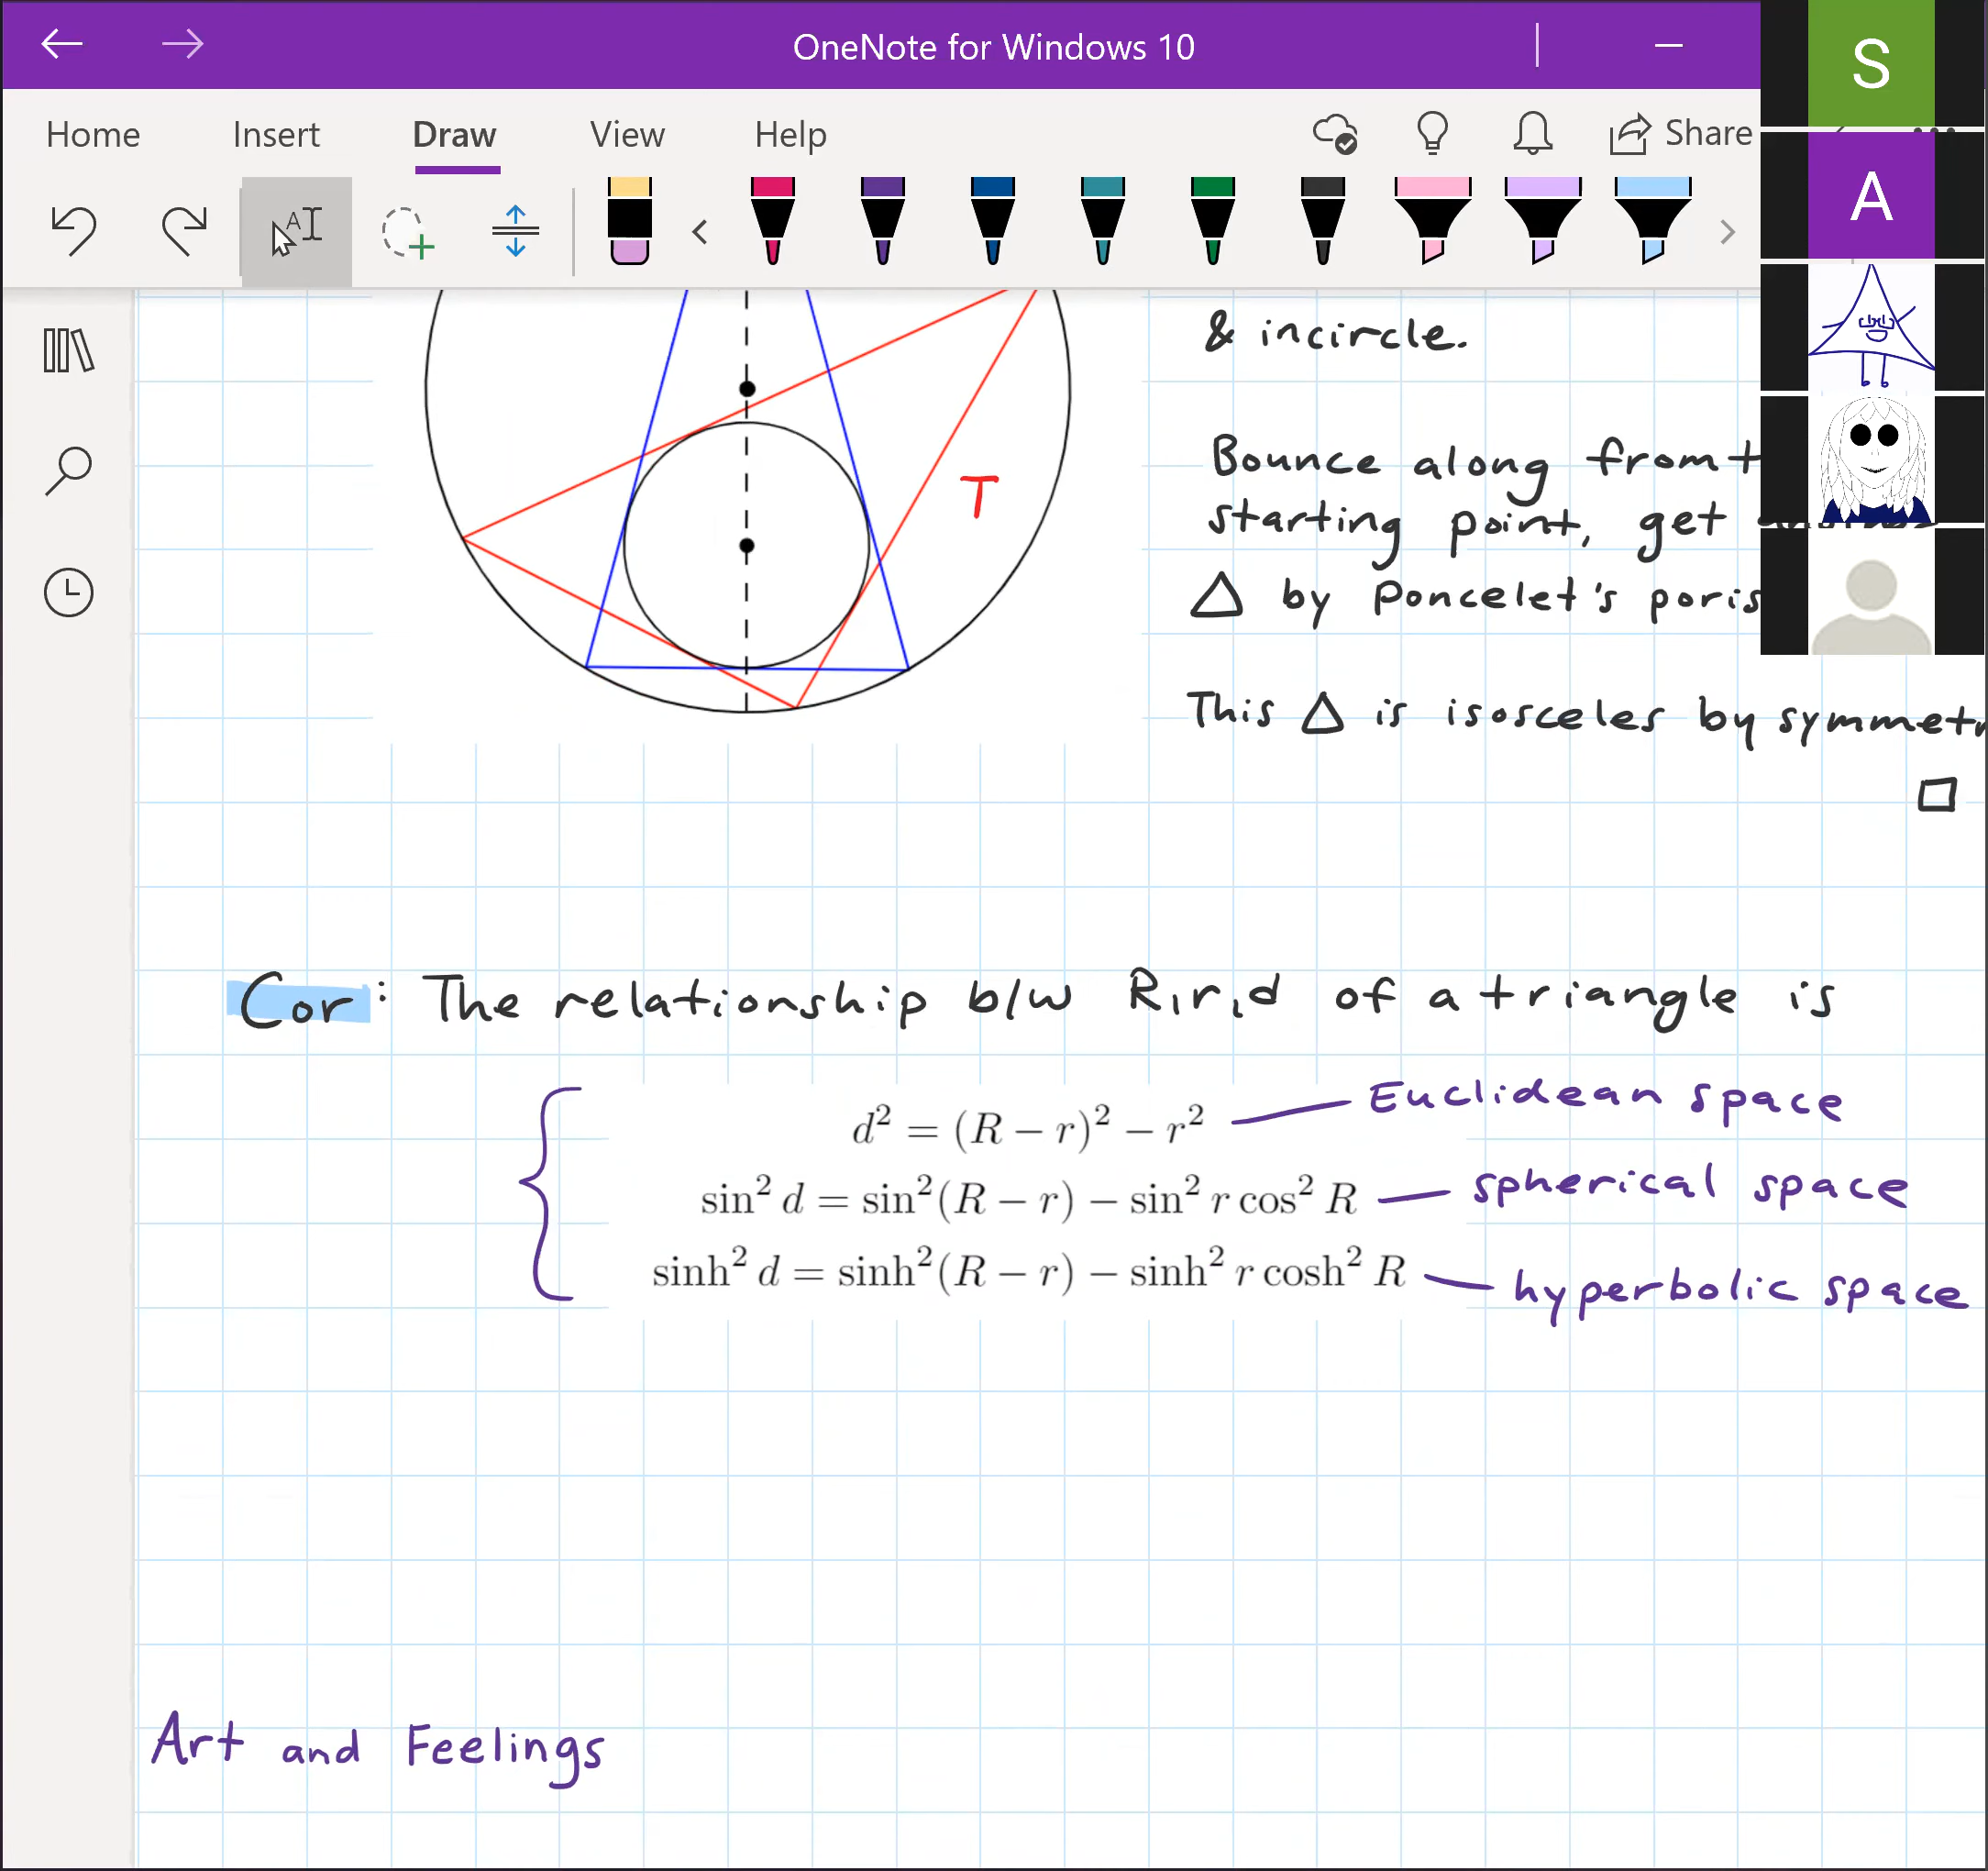 OneNote for Windows 10
S
Home Insert Draw View Help Share
A
& incircle.
T
Bounce along from
starting point, get
△ by Poncelet's
This △ is isosceles by
□
Cor: The relationship b/w R,r,d of a triangle is
d² = (R − r)² − r² Euclidean space
sin² d = sin²(R − r) − sin² r cos² R spherical space
sinh² d = sinh²(R − r) − sinh² r cosh² R hyperbolic space
Art and Feelings